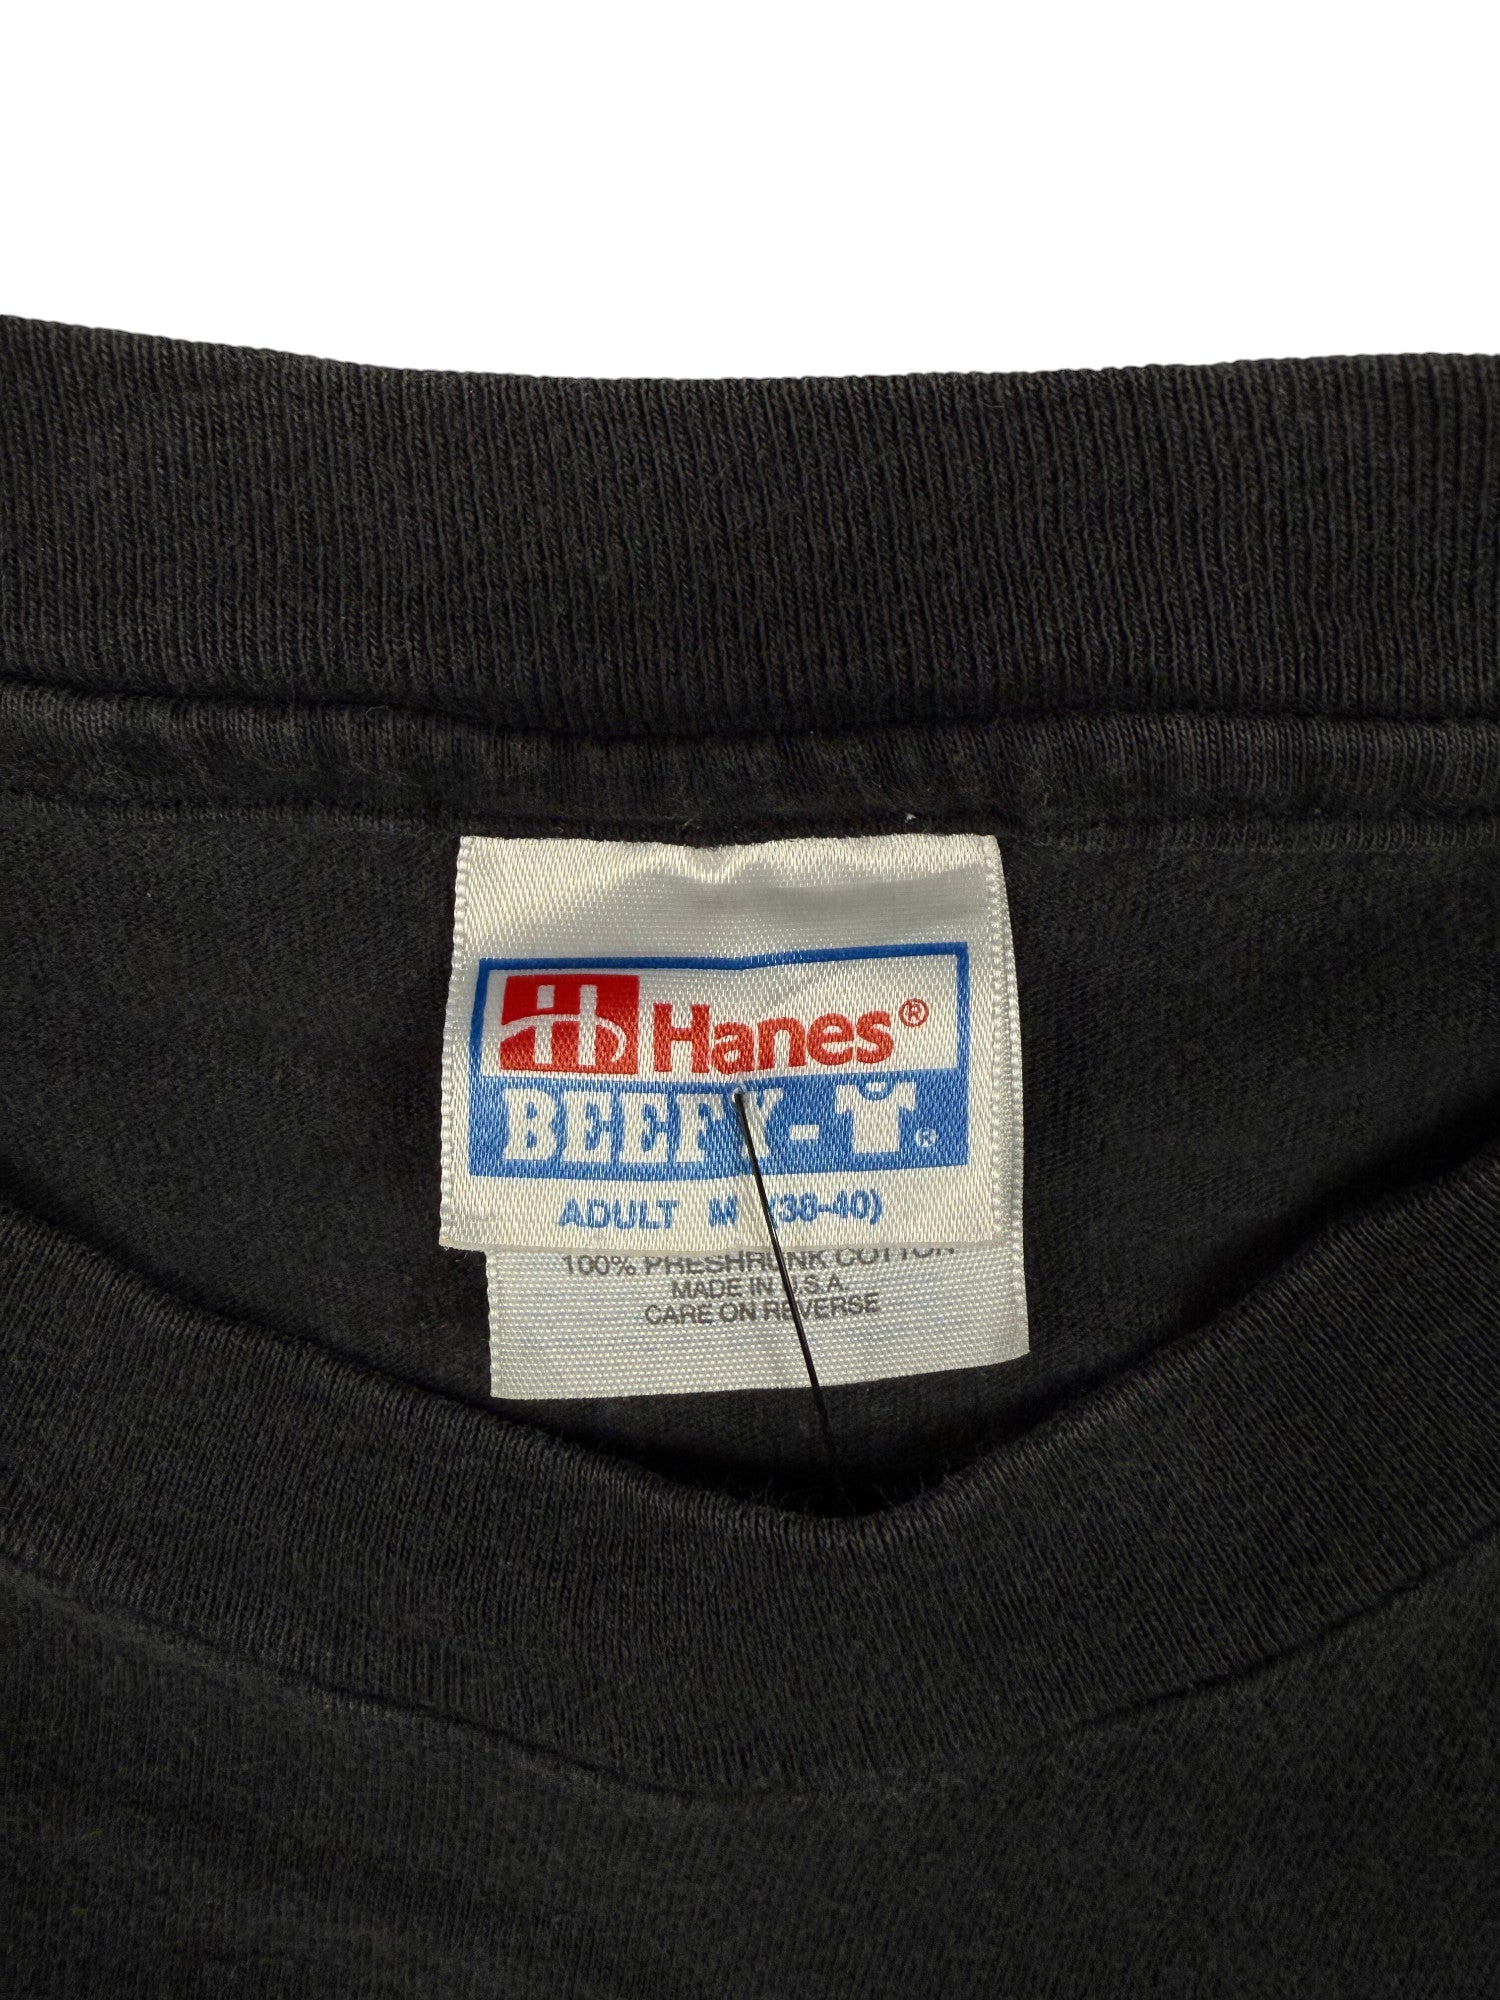 Hanes®
BEEFY-T®
ADULT M (38-40)
100% PRESHRUNK COTTON
MADE IN U.S.A.
CARE ON REVERSE